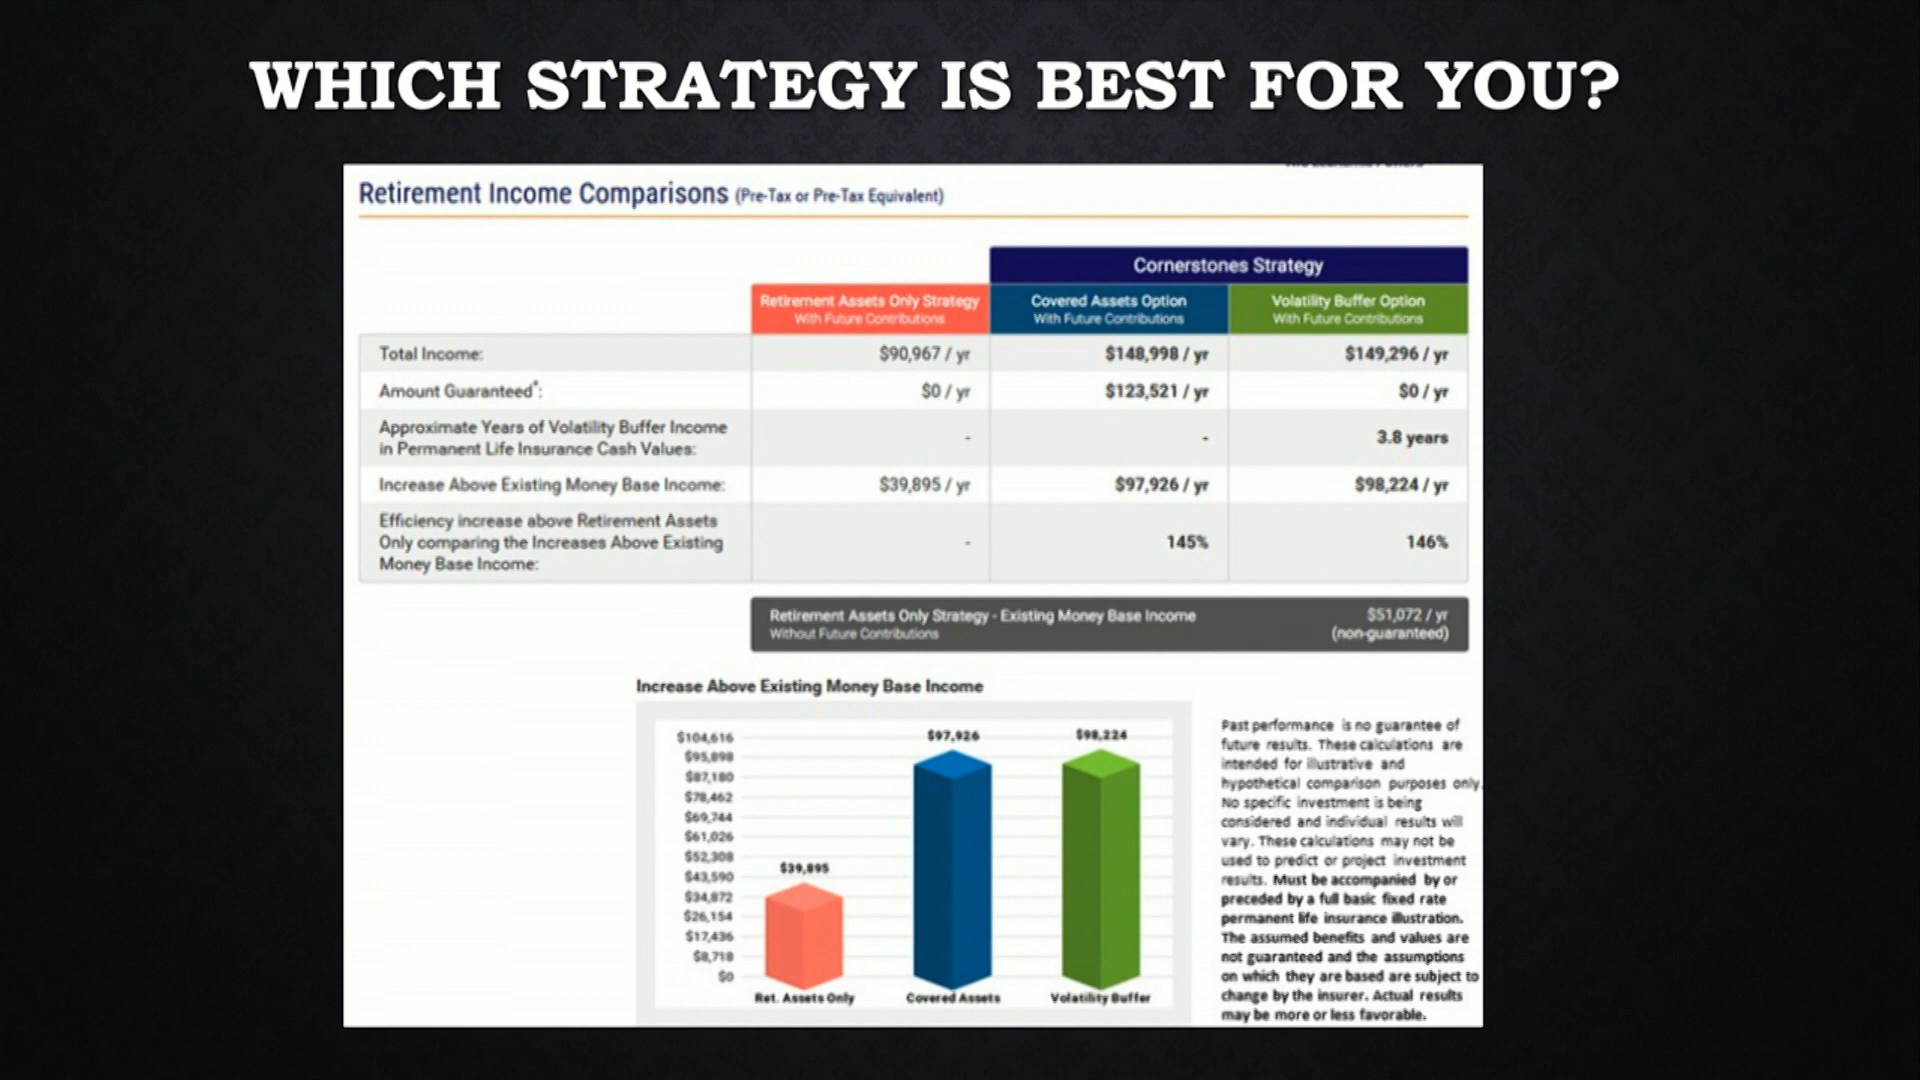 WHICH STRATEGY IS BEST FOR YOU?
Retirement Income Comparisons (Pre-Tax or Pre-Tax Equivalent)
Cornerstones Strategy
Retirement Assets Only Strategy
With Future Contributions
Covered Assets Option
With Future Contributions
Volatility Buffer Option
With Future Contributions
Total Income: $90,967 / yr $148,998 / yr $149,296 / yr
Amount Guaranteed*: $0 / yr $123,521 / yr $0 / yr
Approximate Years of Volatility Buffer Income
in Permanent Life Insurance Cash Values: - - 3.8 years
Increase Above Existing Money Base Income: $39,895 / yr $97,926 / yr $98,224 / yr
Efficiency increase above Retirement Assets
Only comparing the Increases Above Existing
Money Base Income: - 145% 146%
Retirement Assets Only Strategy - Existing Money Base Income $51,072 / yr
Without Future Contributions (non-guaranteed)
Increase Above Existing Money Base Income
$104,616
$95,898
$87,180
$78,462
$69,744
$61,026
$52,308
$43,590
$34,872
$26,154
$17,436
$8,718
$0
$39,895
$97,926
$98,224
Ret. Assets Only Covered Assets Volatility Buffer
Past performance is no guarantee of
future results. These calculations are
intended for illustrative and
hypothetical comparison purposes only.
No specific investment is being
considered and individual results will
vary. These calculations may not be
used to predict or project investment
results. Must be accompanied by or
preceded by a full basic fixed rate
permanent life insurance illustration.
The assumed benefits and values are
not guaranteed and the assumptions
on which they are based are subject to
change by the insurer. Actual results
may be more or less favorable.